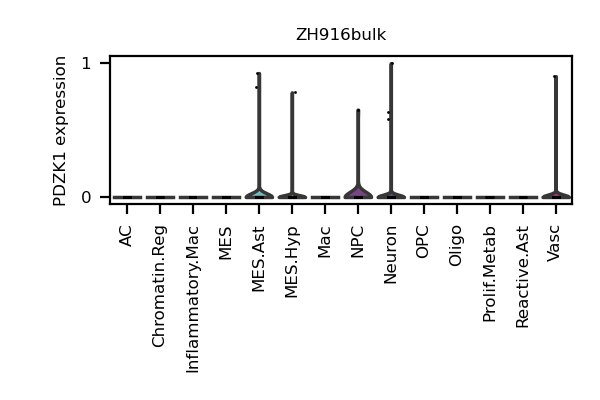 ZH916bulk
PDZK1 expression
1
0
AC
Chromatin.Reg
Inflammatory.Mac
MES
MES.Ast
MES.Hyp
Mac
NPC
Neuron
OPC
Oligo
Prolif.Metab
Reactive.Ast
Vasc